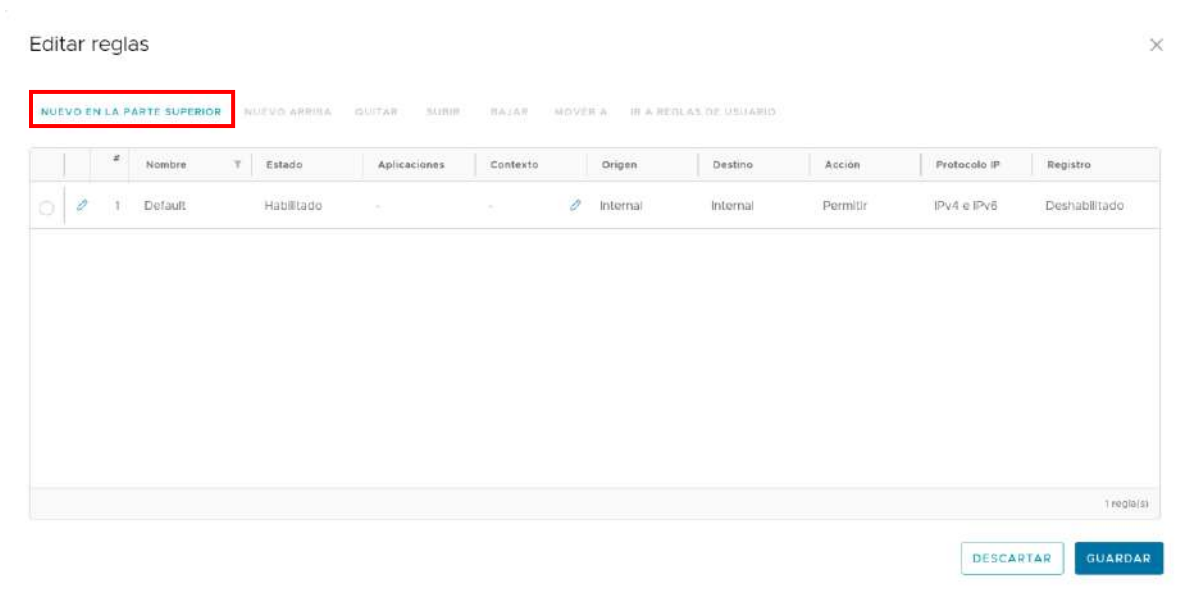 Editar reglas
NUEVO EN LA PARTE SUPERIOR NUEVO ARRIBA QUITAR SUBIR BAJAR MOVER A IR A REGLAS DE USUARIO
# Nombre Estado Aplicaciones Contexto Origen Destino Acción Protocolo IP Registro
1 Default Habilitado - - Internal Internal Permitir IPv4 e IPv6 Deshabilitado
1 regla(s)
DESCARTAR GUARDAR